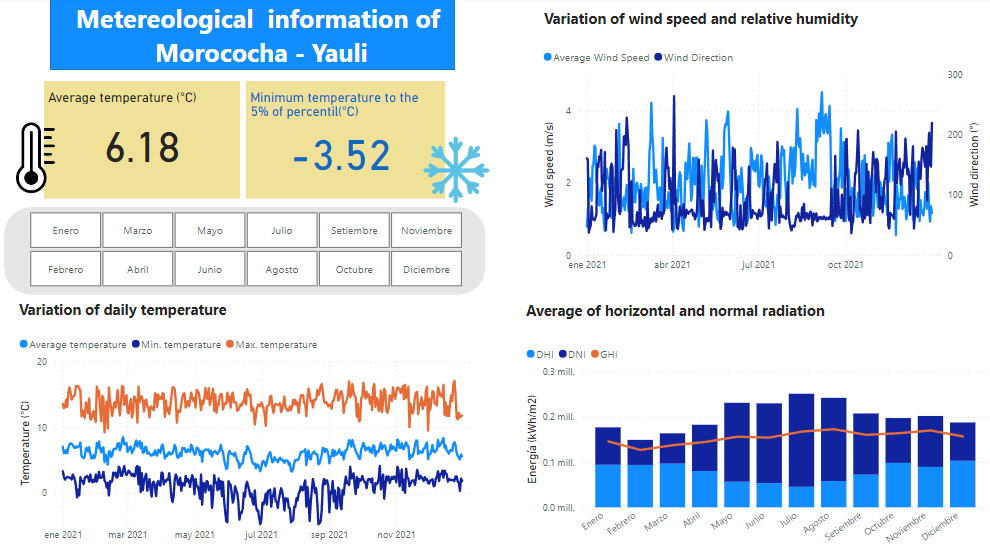 Metereological information of
Morococha - Yauli
Average temperature (°C)
6.18
Minimum temperature to the
5% of percentil(°C)
-3.52
Enero
Marzo
Mayo
Julio
Setiembre
Noviembre
Febrero
Abril
Junio
Agosto
Octubre
Diciembre
Variation of daily temperature
Average temperature
Min. temperature
Max. temperature
Temperature (°C)
20
10
0
ene 2021
mar 2021
may 2021
jul 2021
sep 2021
nov 2021
Variation of wind speed and relative humidity
Average Wind Speed
Wind Direction
Wind speed (m/s)
4
2
0
300
200
100
0
Wind direction (°)
ene 2021
abr 2021
jul 2021
oct 2021
Average of horizontal and normal radiation
DHI
DNI
GHI
Energía (kWh/m2)
0.3 mill.
0.2 mill.
0.1 mill.
0.0 mill.
Enero
Febrero
Marzo
Abril
Mayo
Junio
Julio
Agosto
Setiembre
Octubre
Noviembre
Diciembre